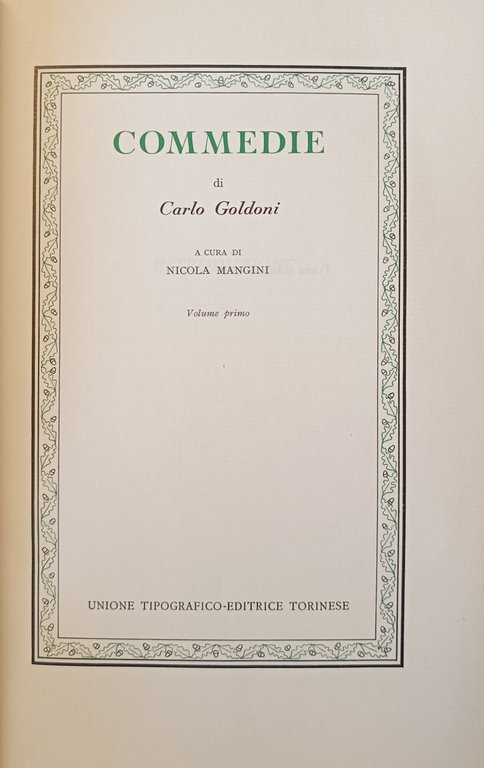 COMMEDIE
di
Carlo Goldoni
A CURA DI
NICOLA MANGINI
Volume primo
UNIONE TIPOGRAFICO-EDITRICE TORINESE